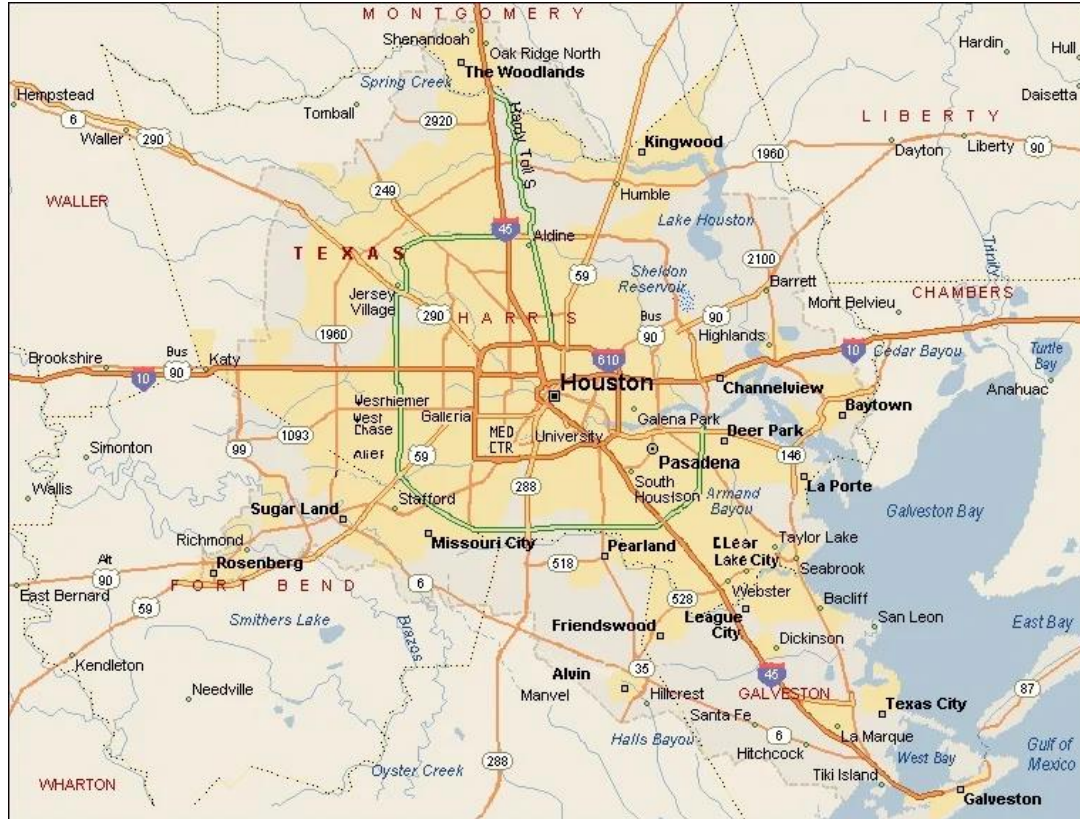 MONTGOMERY
Shenandoah
Oak Ridge North
The Woodlands
Spring Creek
Hardin
Hull
Daisetta
Hempstead
6
Waller
290
Tomball
2920
Hardy Toll S
Kingwood
LIBERTY
1960
Dayton
Liberty
90
WALLER
249
Humble
Lake Houston
45
Aldine
TEXAS
59
Sheldon
Reservoir
2100
Barrett
Trinity
Jersey
Village
290
HARRIS
Mont Belvieu
CHAMBERS
1960
Bus
90
90
Highlands
Brookshire
Bus
90
Katy
10
610
10
Cedar Bayou
Turtle
Bay
Anahuac
Houston
Channelview
Baytown
Galleria
West
Chase
1093
99
MED
CTR
University
Galena Park
Deer Park
Simonton
59
Pasadena
146
Wallis
288
South
La Porte
Stafford
Armand
Bayou
Sugar Land
Galveston Bay
Richmond
Missouri City
Pearland
Taylor Lake
Lake City
Alt
90
Rosenberg
518
Seabrook
FORT BEND
6
East Bernard
59
528
Webster
Bacliff
Smithers Lake
Brazos
League
City
San Leon
East Bay
Friendswood
Dickinson
Kendleton
Alvin
35
45
87
Needville
Manvel
Hillcrest
GALVESTON
Texas City
Santa Fe
6
La Marque
Halls Bayou
Hitchcock
West Bay
Gulf of
Mexico
288
Oyster Creek
Tiki Island
WHARTON
Galveston